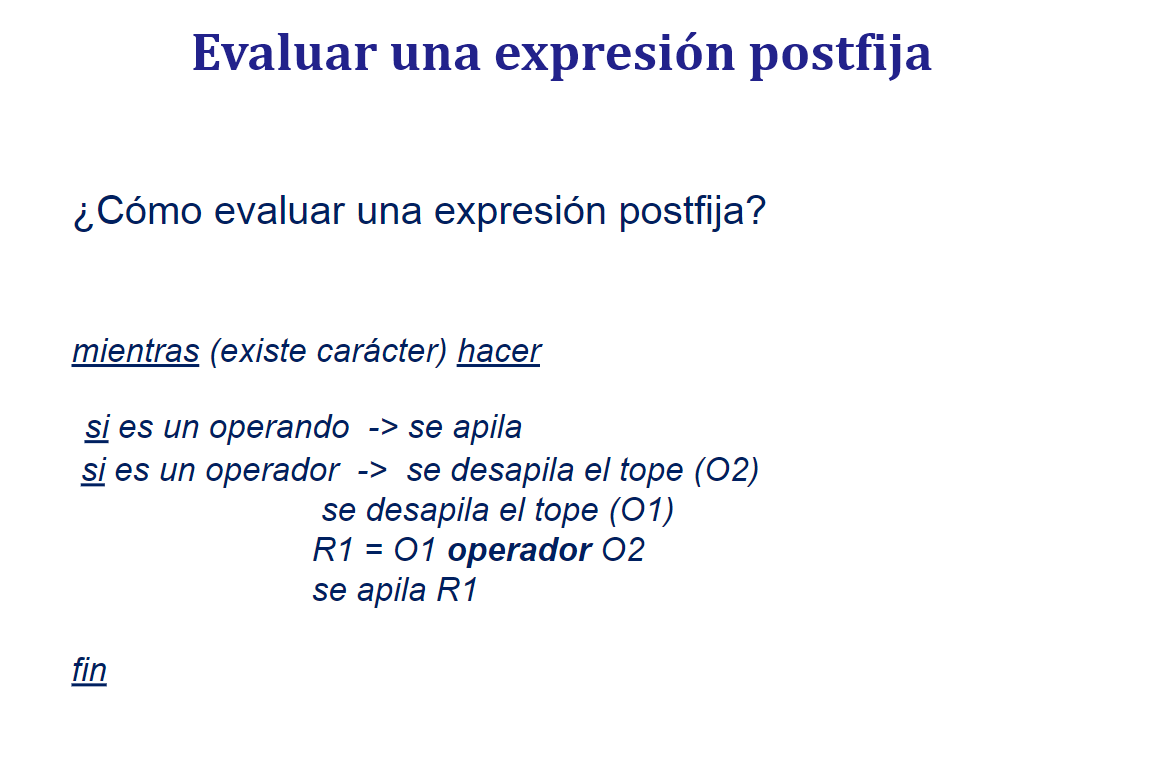 Evaluar una expresión postfija
¿Cómo evaluar una expresión postfija?
mientras (existe carácter) hacer
si es un operando -> se apila
si es un operador -> se desapila el tope (O2)
se desapila el tope (O1)
R1 = O1 operador O2
se apila R1
fin